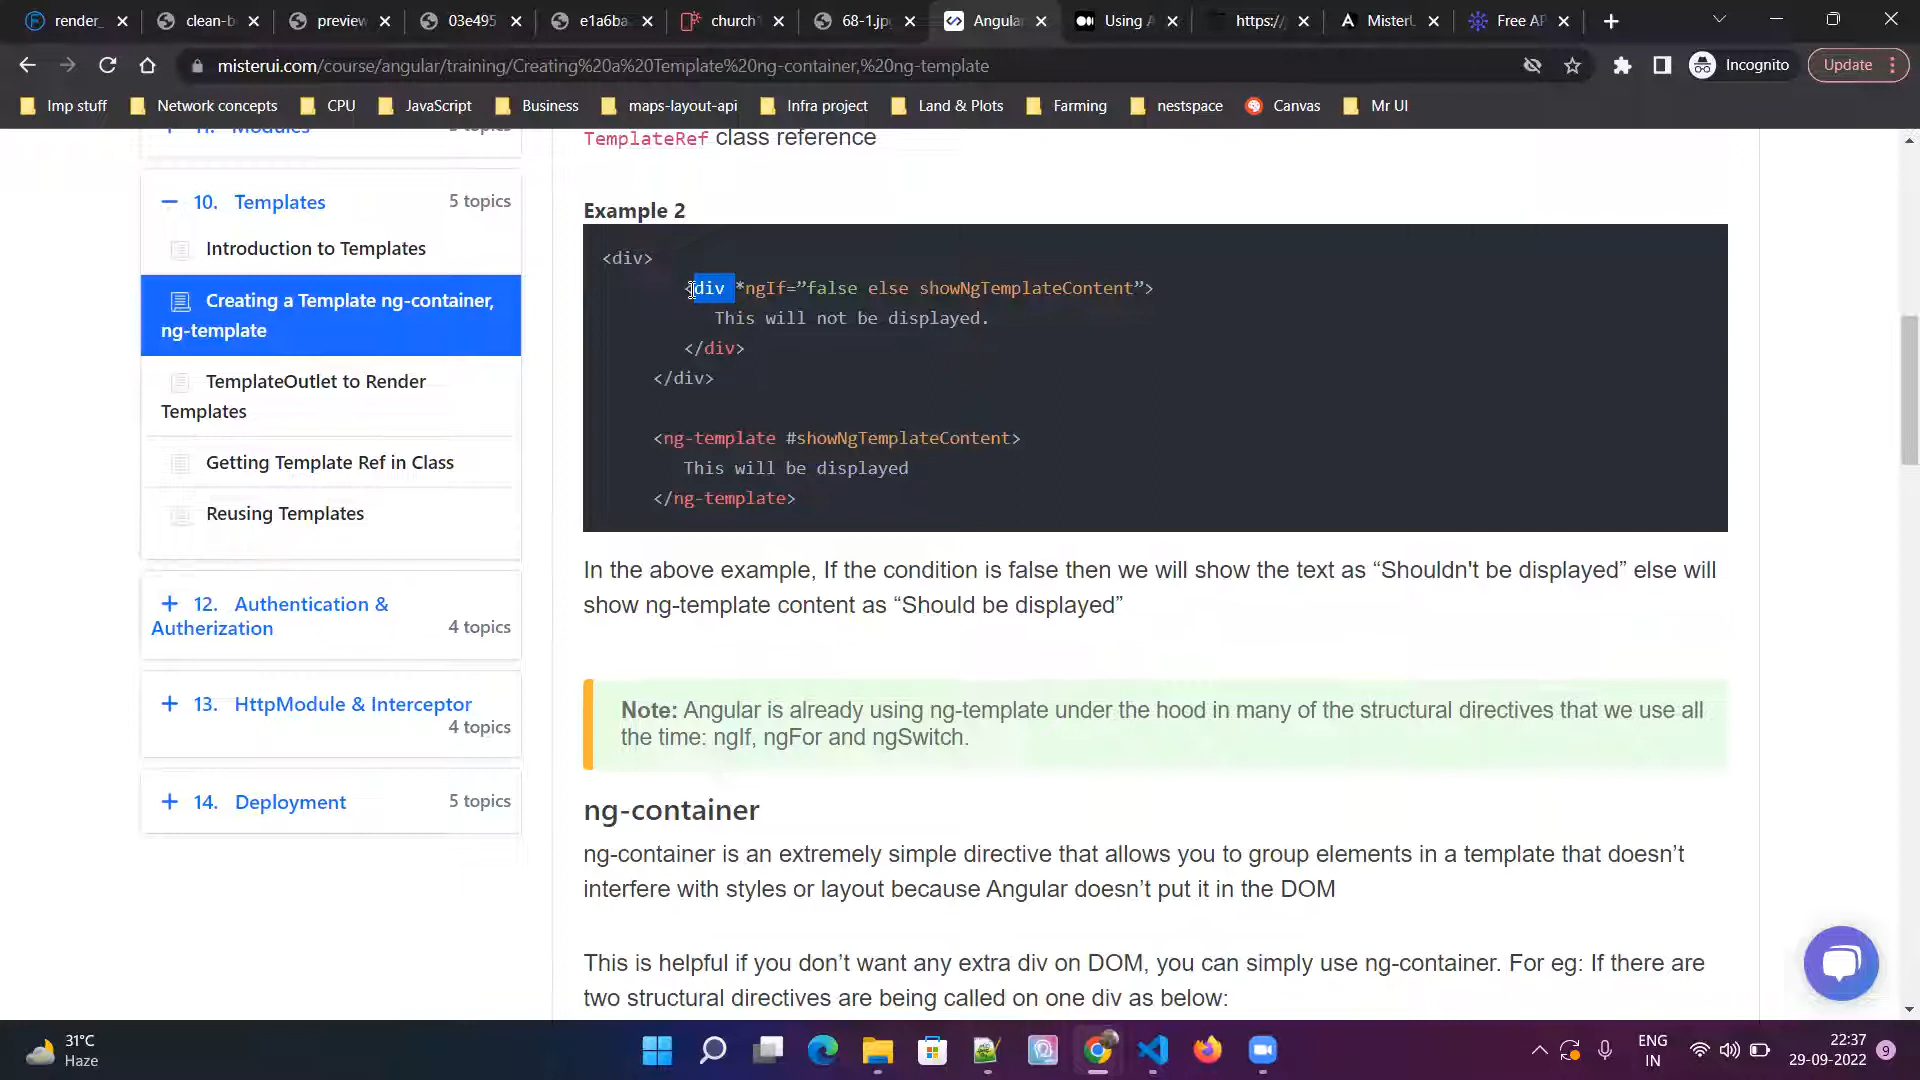 render_
clean-b
preview
03e495
e1a6ba
church
68-1.jpg
Angular
Using A
https://
MisterU
Free AP
misterui.com/course/angular/training/Creating%20a%20Template%20ng-container,%20ng-template
Incognito
Update
Imp stuff
Network concepts
CPU
JavaScript
Business
maps-layout-api
Infra project
Land & Plots
Farming
nestspace
Canvas
Mr UI
11. Modules
10. Templates
5 topics
Introduction to Templates
Creating a Template ng-container,
ng-template
TemplateOutlet to Render
Templates
Getting Template Ref in Class
Reusing Templates
+ 12. Authentication &
Autherization
4 topics
+ 13. HttpModule & Interceptor
4 topics
+ 14. Deployment
5 topics
TemplateRef class reference
Example 2
<div>
<div *ngIf=”false else showNgTemplateContent”>
This will not be displayed.
</div>
</div>
<ng-template #showNgTemplateContent>
This will be displayed
</ng-template>
In the above example, If the condition is false then we will show the text as “Shouldn't be displayed” else will
show ng-template content as “Should be displayed”
Note: Angular is already using ng-template under the hood in many of the structural directives that we use all
the time: ngIf, ngFor and ngSwitch.
ng-container
ng-container is an extremely simple directive that allows you to group elements in a template that doesn’t
interfere with styles or layout because Angular doesn’t put it in the DOM
This is helpful if you don’t want any extra div on DOM, you can simply use ng-container. For eg: If there are
two structural directives are being called on one div as below:
31°C
Haze
ENG
IN
22:37
29-09-2022
9